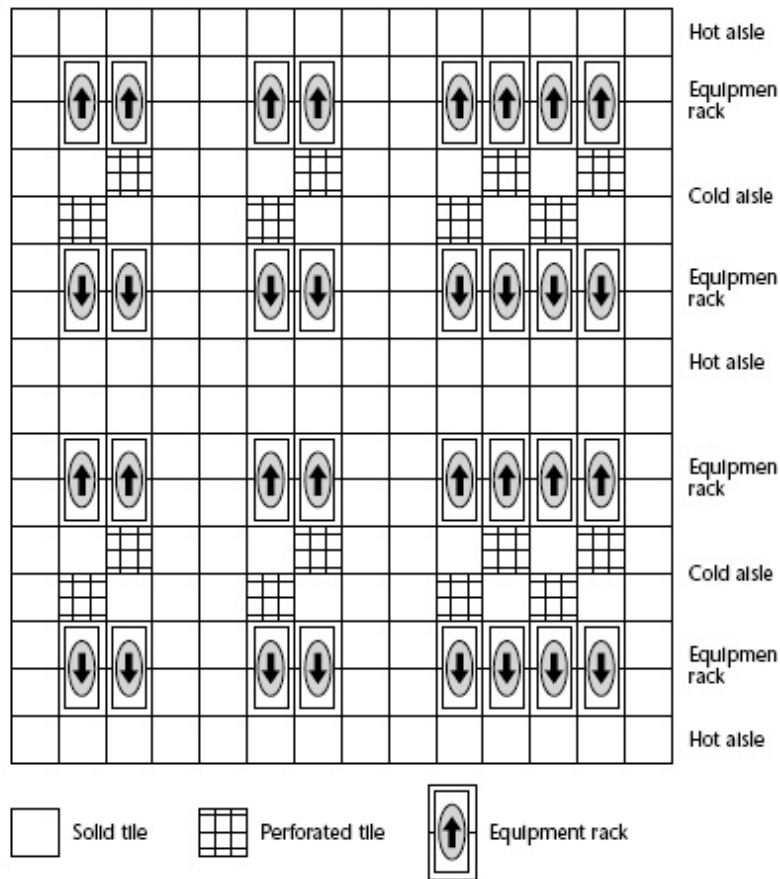 Hot aisle
Equipmen
rack
Cold aisle
Equipmen
rack
Hot aisle
Equipmen
rack
Cold aisle
Equipmen
rack
Hot aisle
Solid tile
Perforated tile
Equipment rack